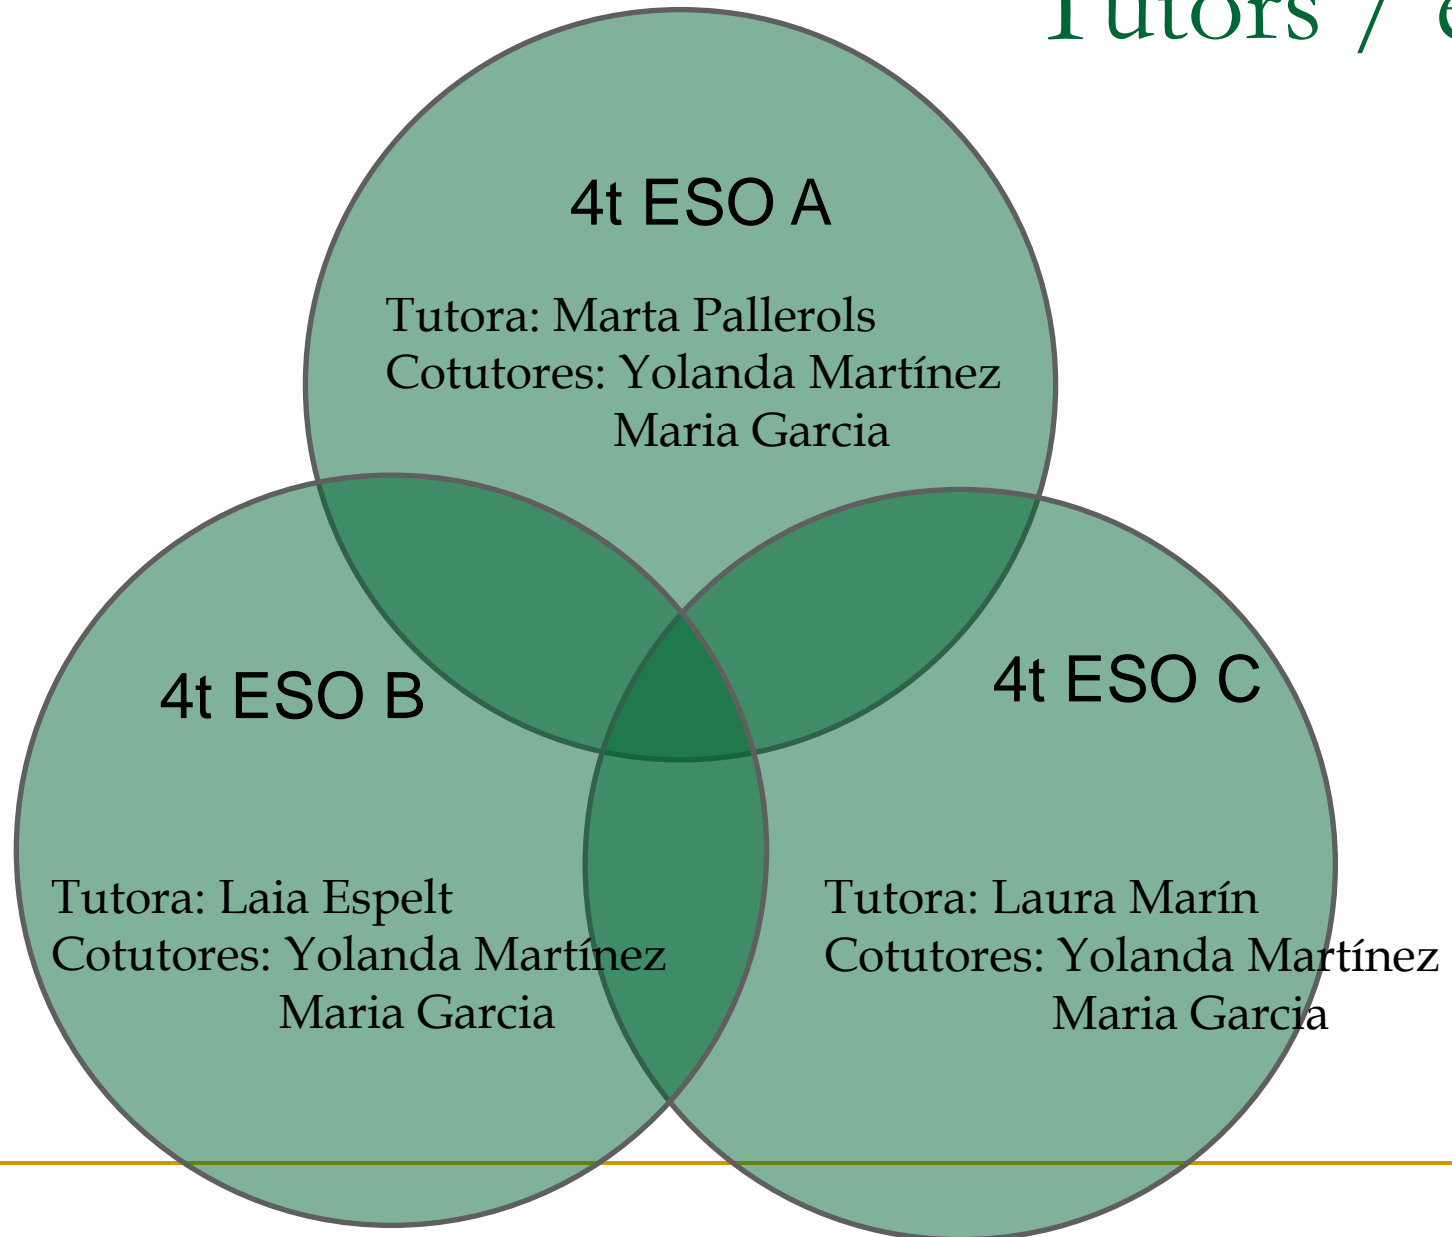 Tutors /
4t ESO A
Tutora: Marta Pallerols
Cotutores: Yolanda Martínez
Maria Garcia
4t ESO B
Tutora: Laia Espelt
Cotutores: Yolanda Martínez
Maria Garcia
4t ESO C
Tutora: Laura Marín
Cotutores: Yolanda Martínez
Maria Garcia